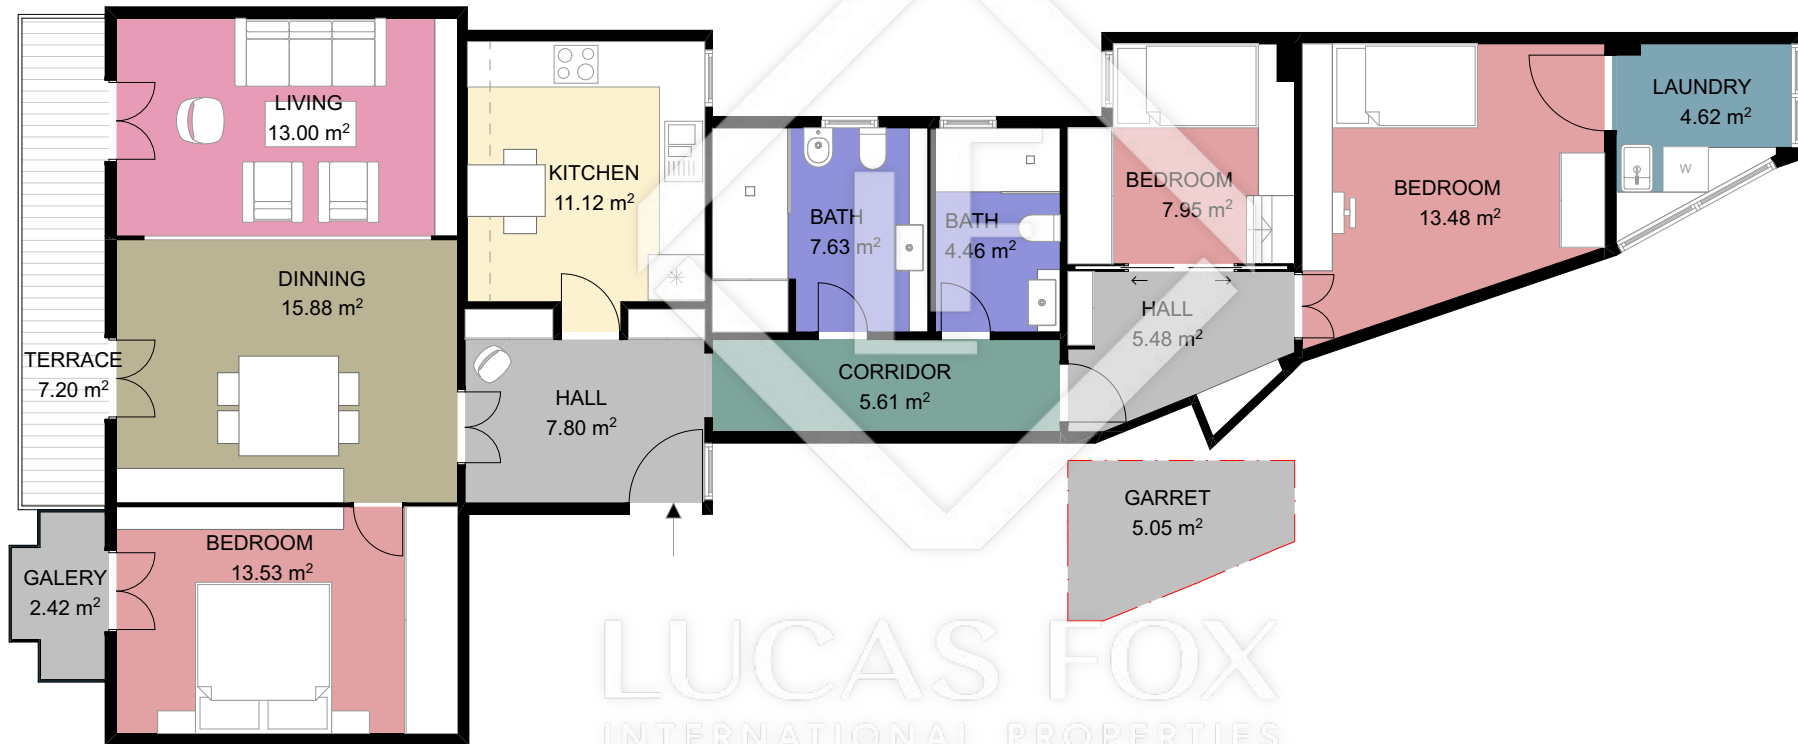 LIVING
13.00 m²
KITCHEN
11.12 m²
BATH
7.63 m²
BATH
4.46 m²
BEDROOM
7.95 m²
BEDROOM
13.48 m²
LAUNDRY
4.62 m²
W
DINNING
15.88 m²
TERRACE
7.20 m²
HALL
7.80 m²
CORRIDOR
5.61 m²
HALL
5.48 m²
GARRET
5.05 m²
BEDROOM
13.53 m²
GALERY
2.42 m²
LUCAS FOX
INTERNATIONAL PROPERTIES